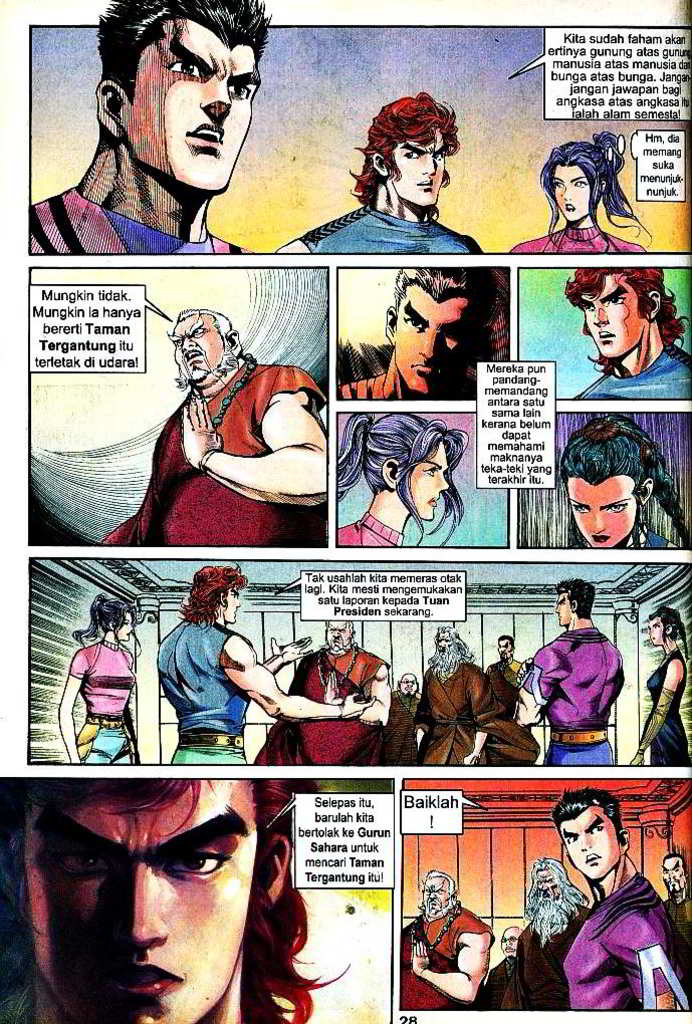 Kita sudah faham akan
ertinya gunung atas gunung
manusia atas manusia dan
bunga atas bunga. Jangan
jangan jawapan bagi
angkasa atas angkasa
ialah alam semesta!
Hm, dia
memang
suka
menunjuk-
nunjuk.
Mungkin tidak.
Mungkin Ia hanya
bererti Taman
Tergantung itu
terletak di udara!
Mereka pun
pandang-
memandang
antara satu
sama lain
kerana belum
dapat
memahami
maknanya
teka-teki yang
terakhir itu.
Tak usahlah kita memeras otak
lagi. Kita mesti mengemukakan
satu laporan kepada Tuan
Presiden sekarang.
Selepas itu,
barulah kita
bertolak ke Gurun
Sahara untuk
mencari Taman
Tergantung itu!
Baiklah
!
28